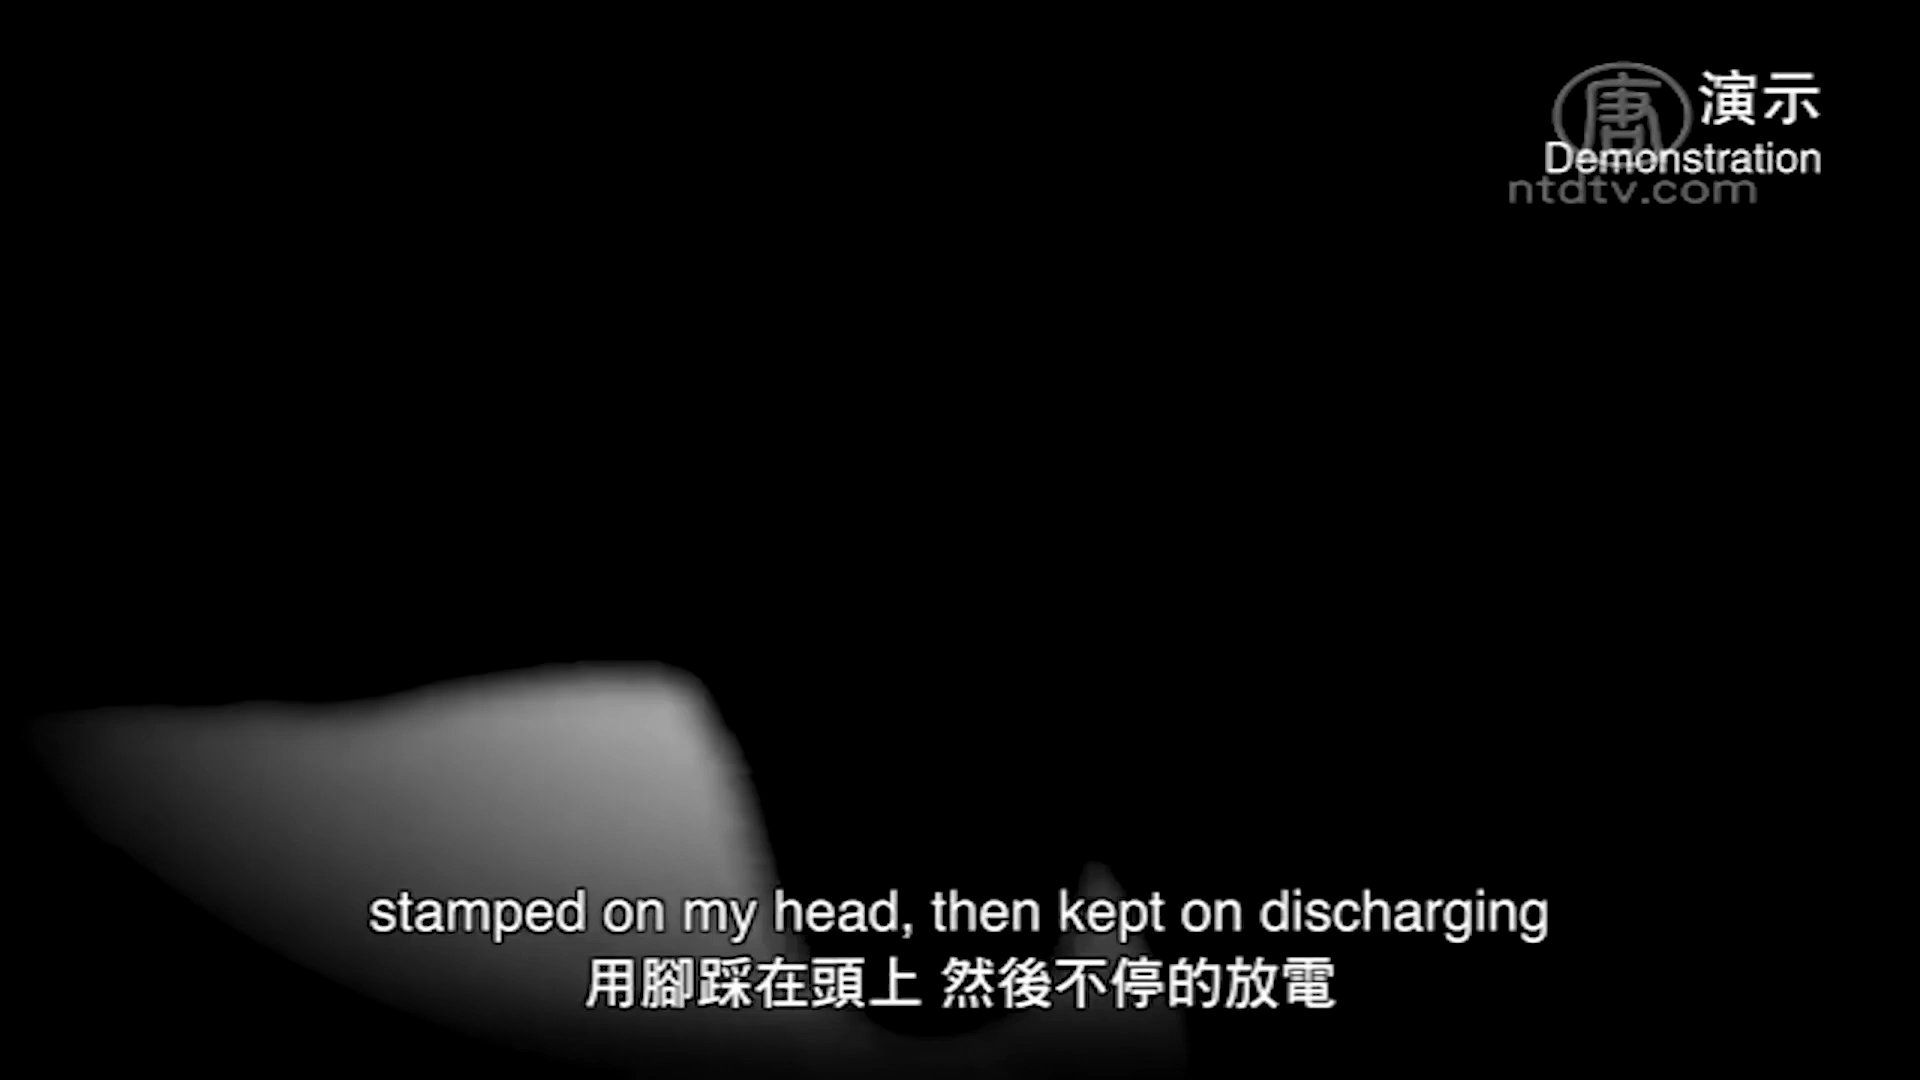 唐
演示
Demonstration
ntdtv.com
stamped on my head, then kept on discharging
用腳踩在頭上 然後不停的放電